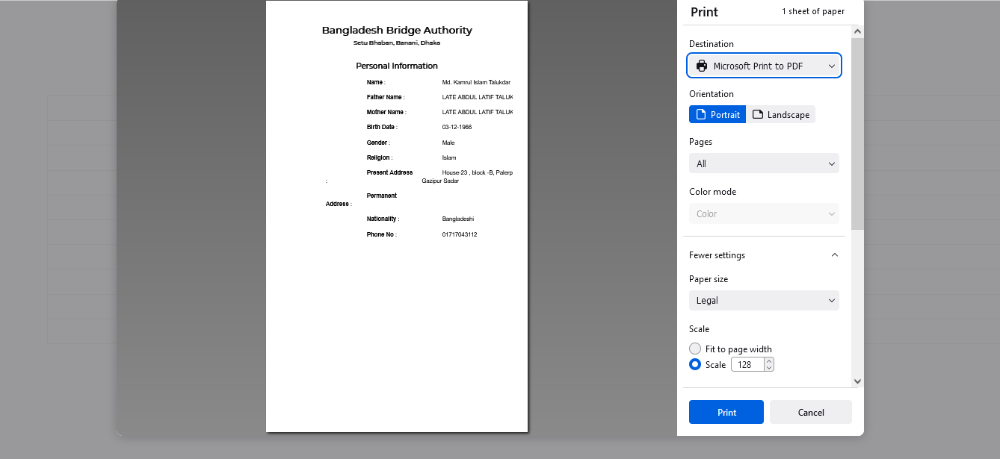 Bangladesh Bridge Authority
Setu Bhaban, Banani, Dhaka
Personal Information
Name : Md. Kamrul Islam Talukdar
Father Name : LATE ABDUL LATIF TALUK
Mother Name : LATE ABDUL LATIF TALUK
Birth Date : 03-12-1966
Gender : Male
Religion : Islam
Present Address House-23 , block -B, Palerp
: Gazipur Sadar
Permanent
Address :
Nationality : Bangladeshi
Phone No : 01717043112
Print 1 sheet of paper
Destination
Microsoft Print to PDF
Orientation
Portrait Landscape
Pages
All
Color mode
Color
Fewer settings
Paper size
Legal
Scale
Fit to page width
Scale 128
Print Cancel